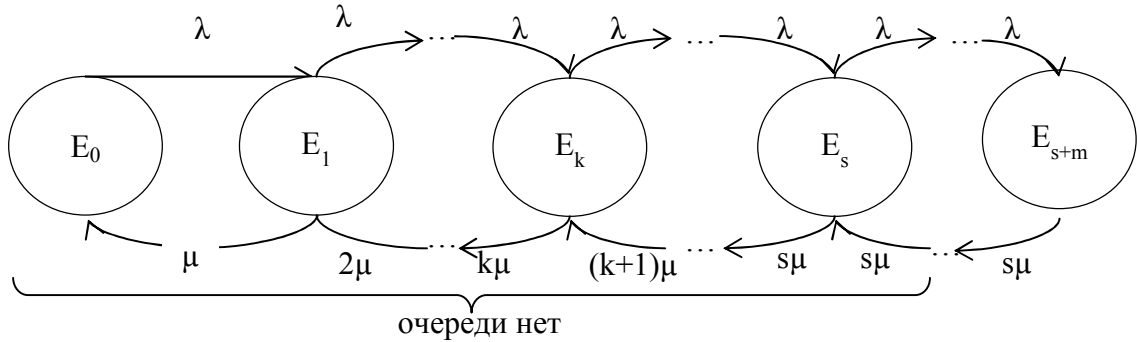 λ λ λ λ λ λ λ
... ... ...
E₀ E₁ Eₖ Eₛ Eₛ₊ₘ
... ... ...
μ 2μ kμ (k+1)μ sμ sμ sμ
очереди нет